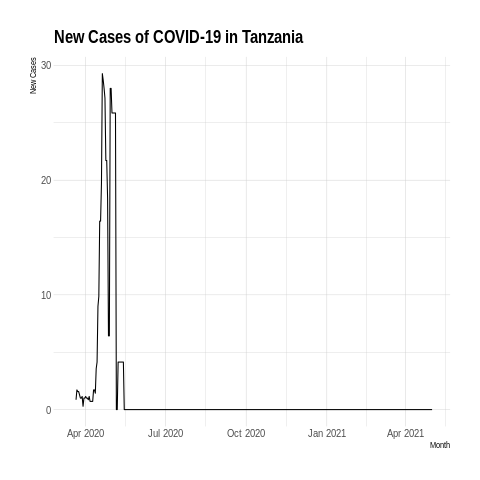 New Cases of COVID-19 in Tanzania
New Cases
30
20
10
0
Apr 2020 Jul 2020 Oct 2020 Jan 2021 Apr 2021
Month